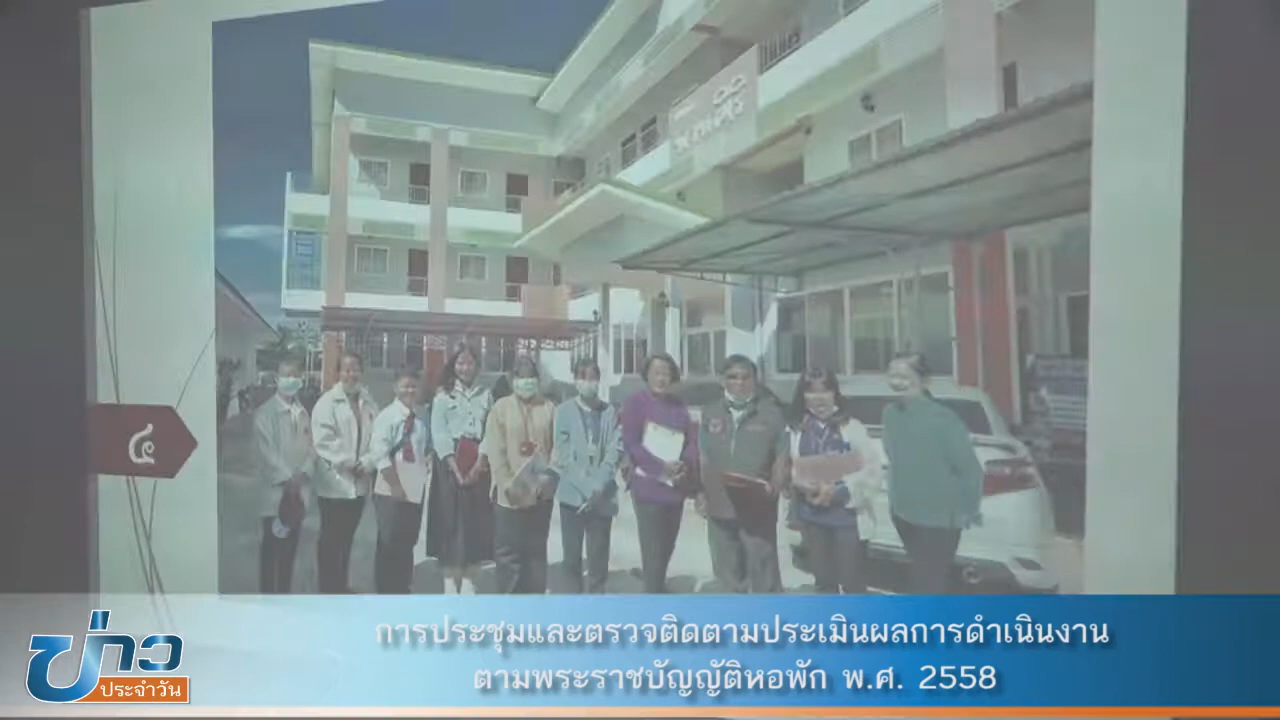 ๔
การประชุมและตรวจติดตามประเมินผลการดำเนินงาน
ตามพระราชบัญญัติหอพัก พ.ศ. 2558
ข่าว
ประจำวัน